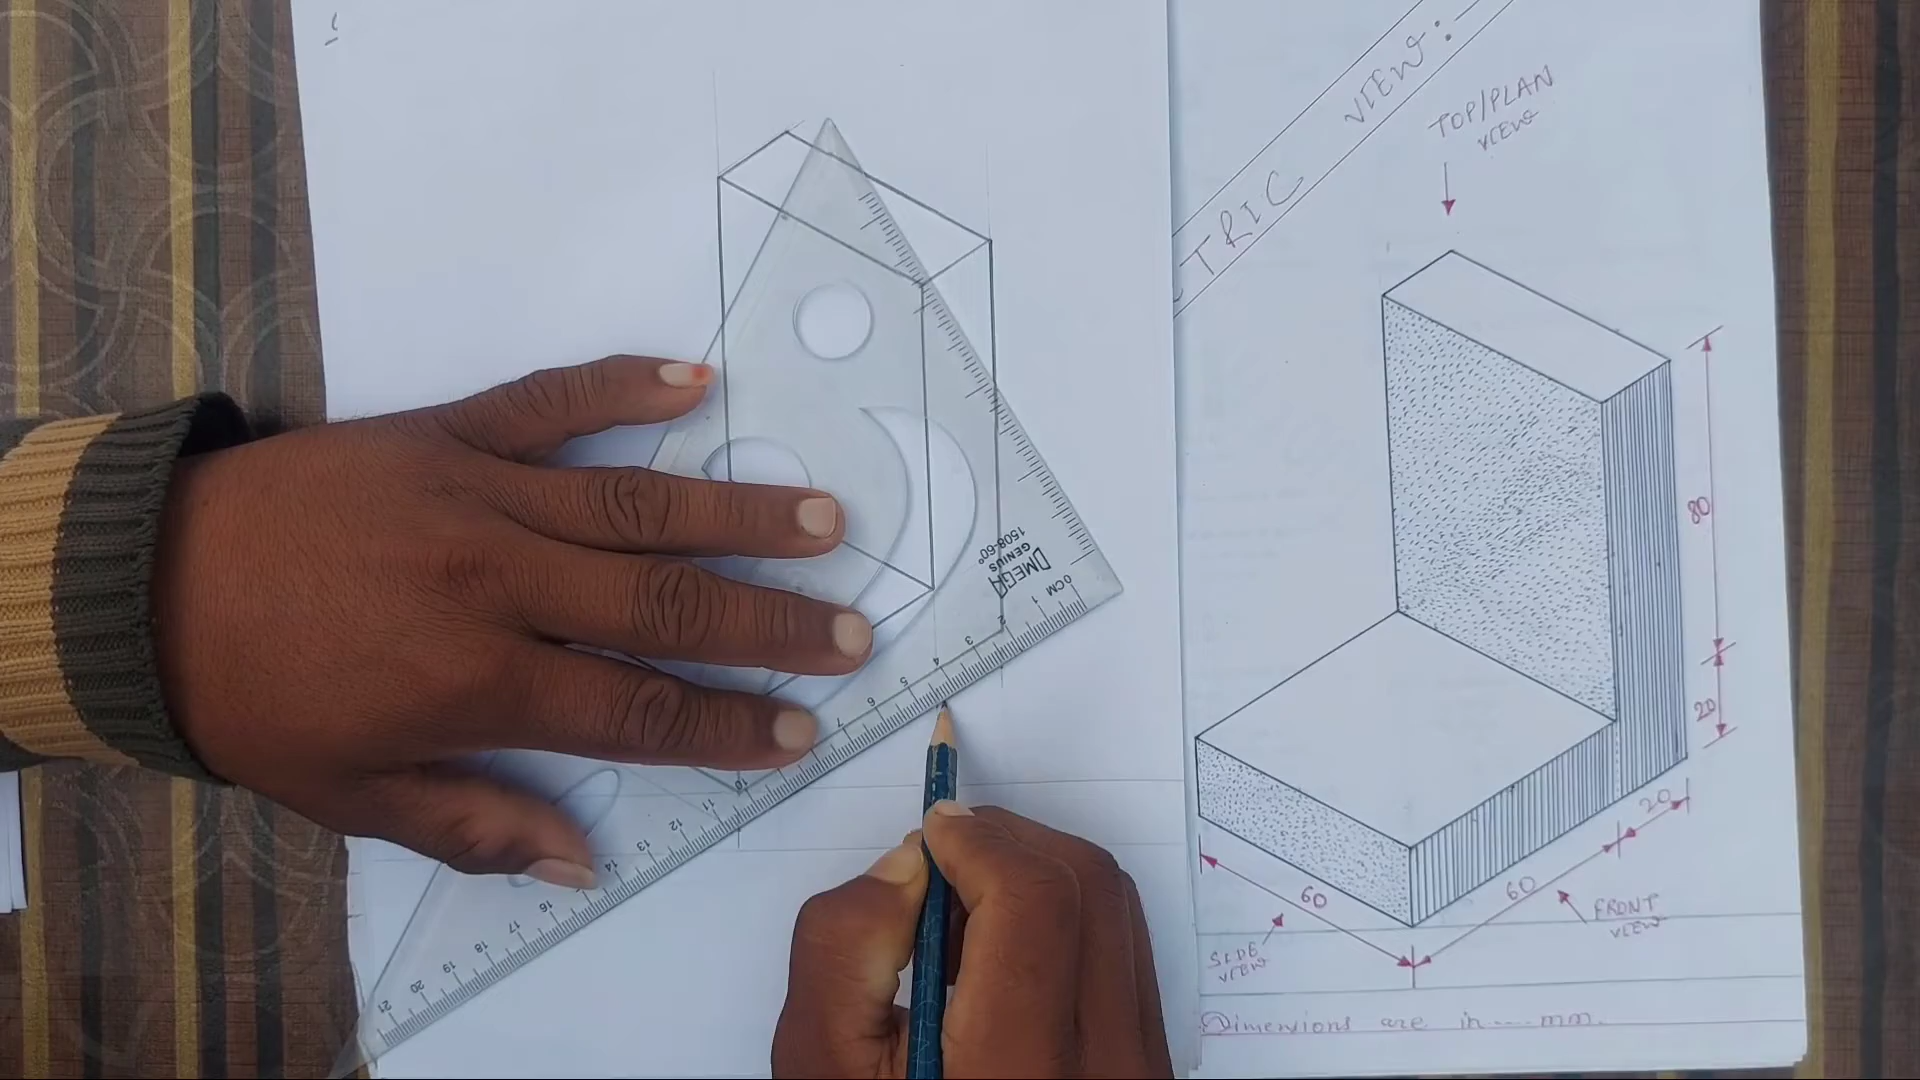 TRIC VIEW:
TOP/PLAN
VIEW
80
20
20
60
60
FRONT
VIEW
SIDE
VIEW
Dimensions are in mm.
OMEGA
GENIUS
1508-60°
0CM 1 2 3 4 5 6 7 10 11 12 13 14 16 17 18 19 20 21